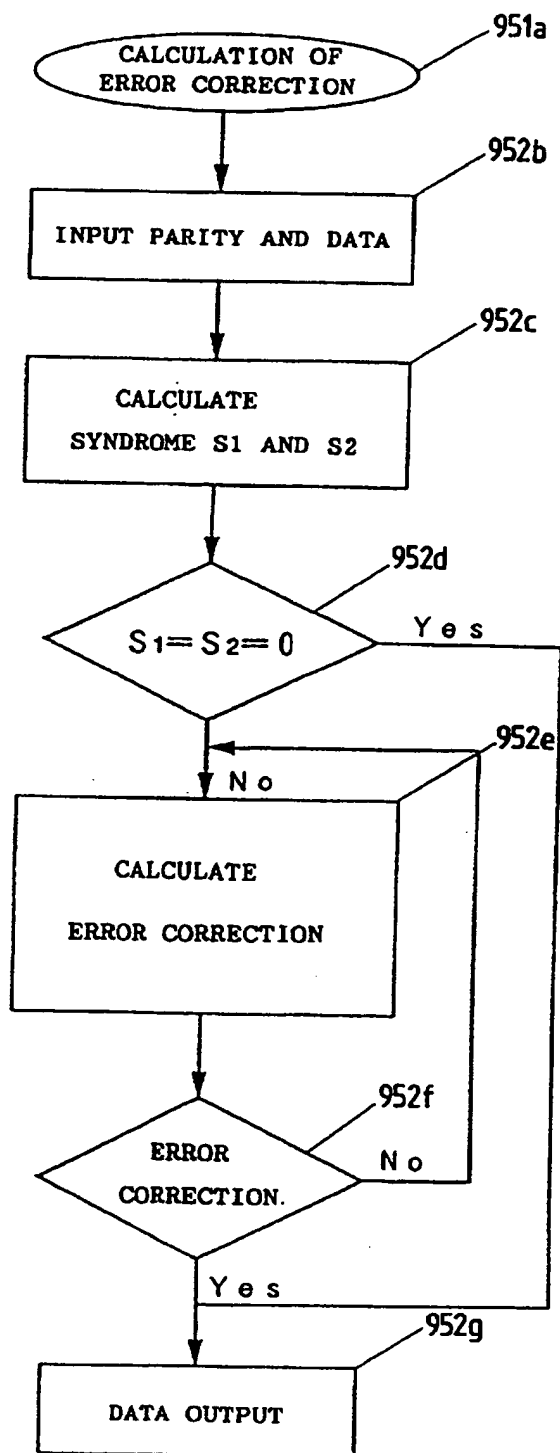 951a
CALCULATION OF
ERROR CORRECTION
952b
INPUT PARITY AND DATA
952c
CALCULATE
SYNDROME S1 AND S2
952d
S1=S2=0
Yes
952e
No
CALCULATE
ERROR CORRECTION
952f
ERROR
CORRECTION.
No
Yes
952g
DATA OUTPUT